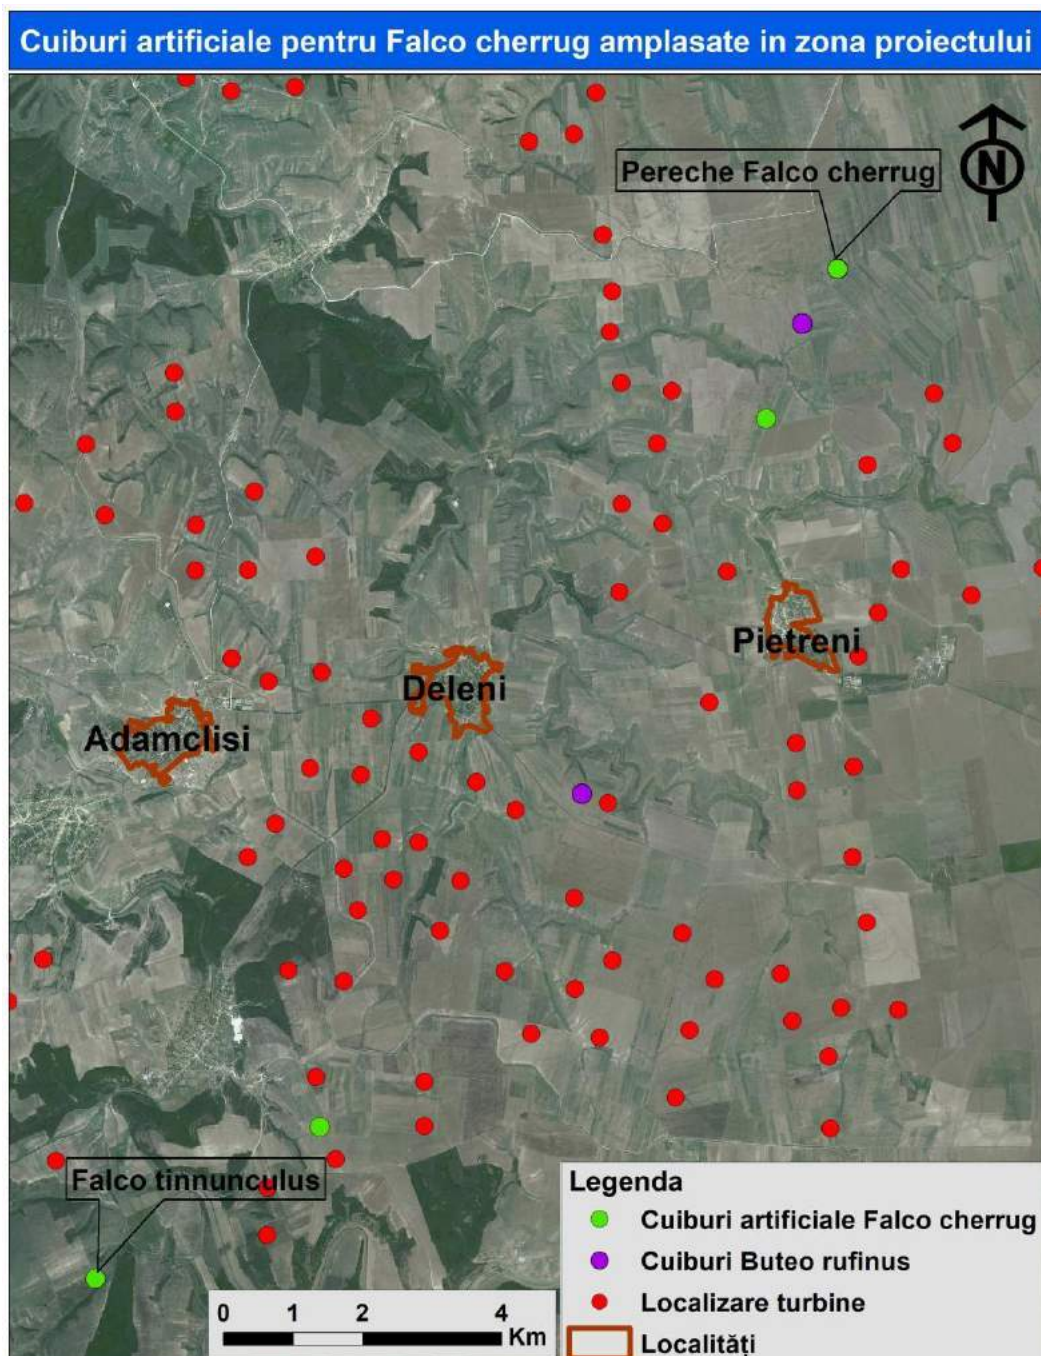 Cuiburi artificiale pentru Falco cherrug amplasate in zona proiectului
Pereche Falco cherrug
N
Pietreni
Deleni
Adamclisi
Falco tinnunculus
Legenda
Cuiburi artificiale Falco cherrug
Cuiburi Buteo rufinus
Localizare turbine
Localități
0 1 2 4
Km